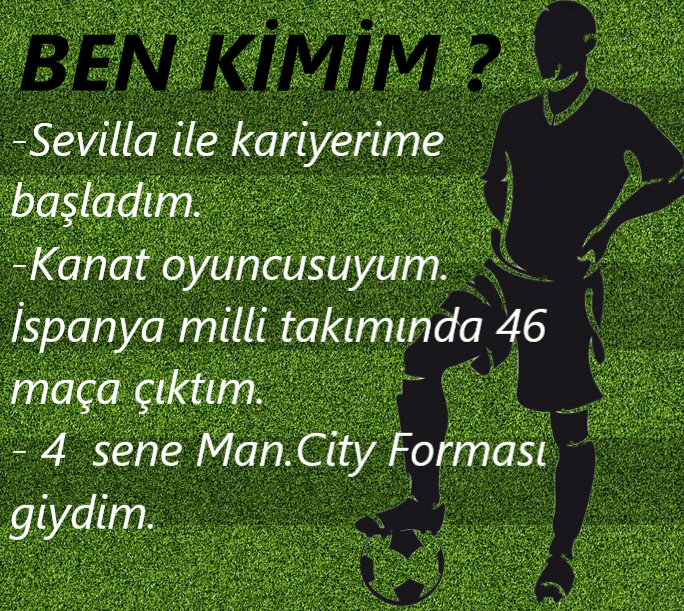 BEN KİMİM ?
-Sevilla ile kariyerime
başladım.
-Kanat oyuncusuyum.
İspanya milli takımında 46
maça çıktım.
- 4  sene Man.City Forması
giydim.